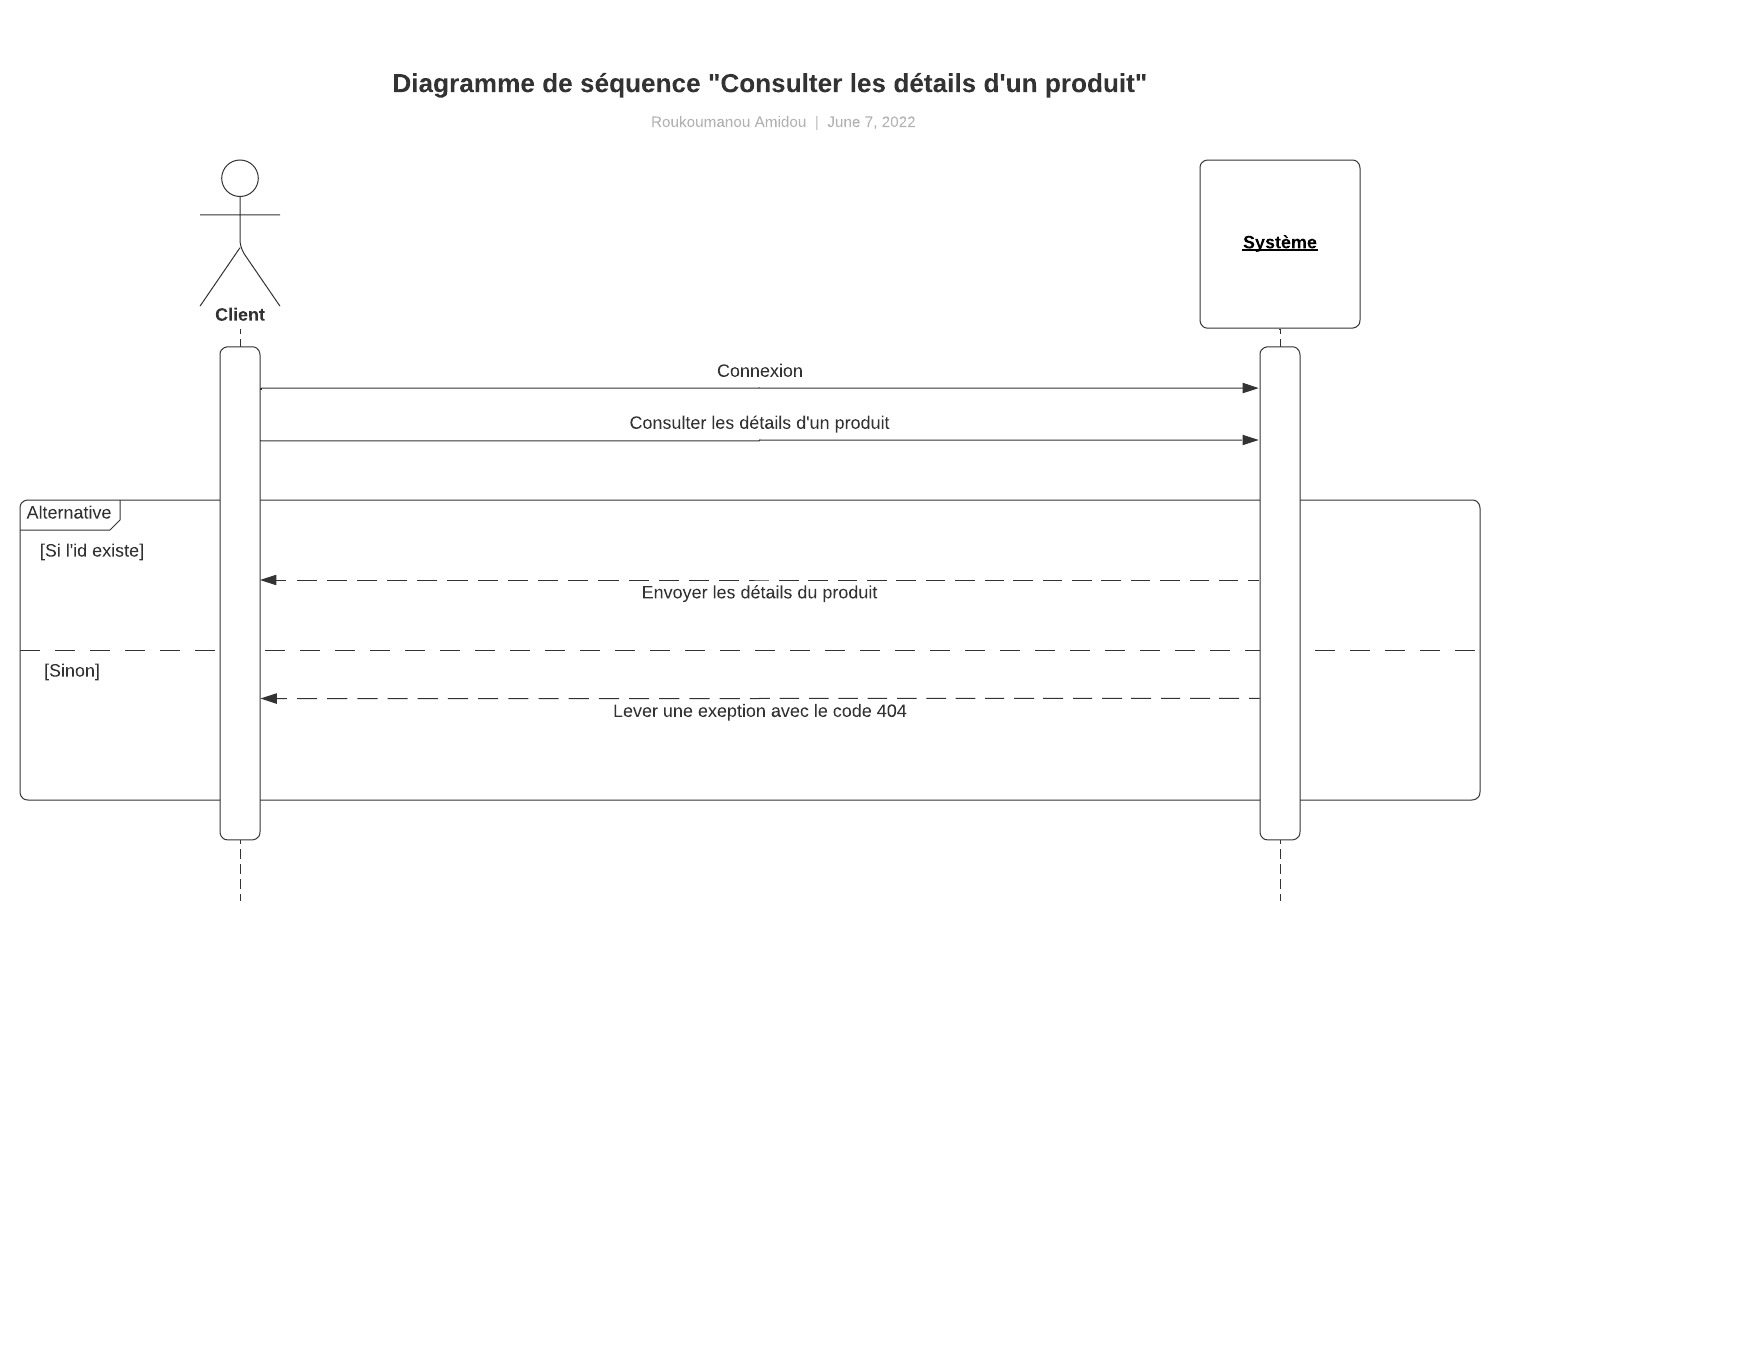 Diagramme de séquence "Consulter les détails d'un produit"
Roukoumanou Amidou | June 7, 2022
Système
Client
Connexion
Consulter les détails d'un produit
Alternative
[Si l'id existe]
Envoyer les détails du produit
[Sinon]
Lever une exeption avec le code 404